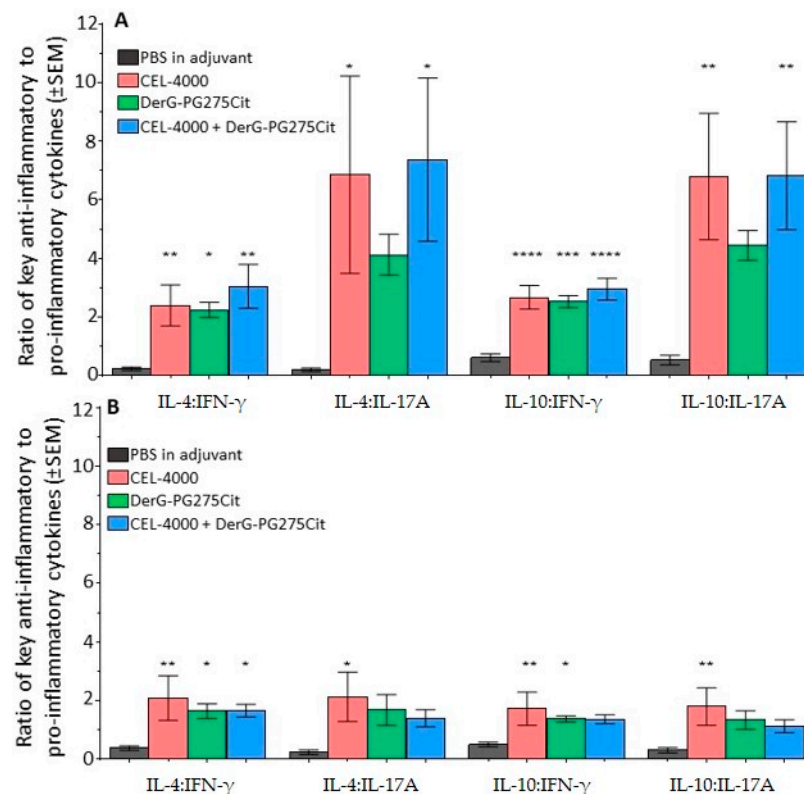 A
PBS in adjuvant
CEL-4000
DerG-PG275Cit
CEL-4000 + DerG-PG275Cit
Ratio of key anti-inflammatory to
pro-inflammatory cytokines (±SEM)
12
10
8
6
4
2
0
** * **
* *
**** *** ****
** **
IL-4:IFN-γ IL-4:IL-17A IL-10:IFN-γ IL-10:IL-17A
B
PBS in adjuvant
CEL-4000
DerG-PG275Cit
CEL-4000 + DerG-PG275Cit
Ratio of key anti-inflammatory to
pro-inflammatory cytokines (±SEM)
12
10
8
6
4
2
0
** * *
*
** *
**
IL-4:IFN-γ IL-4:IL-17A IL-10:IFN-γ IL-10:IL-17A